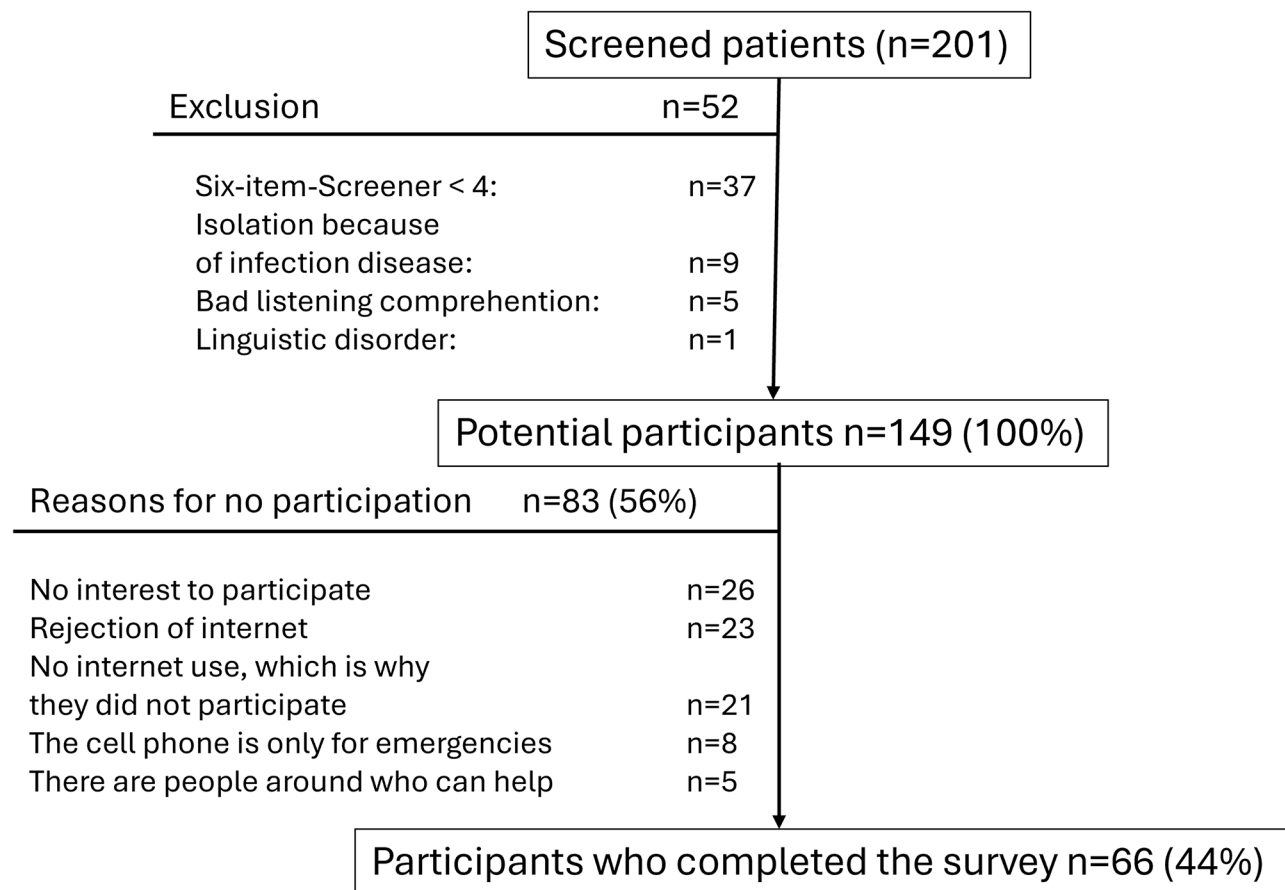 Screened patients (n=201)
Exclusion n=52
Six-item-Screener < 4: n=37
Isolation because
of infection disease: n=9
Bad listening comprehention: n=5
Linguistic disorder: n=1
Potential participants n=149 (100%)
Reasons for no participation n=83 (56%)
No interest to participate n=26
Rejection of internet n=23
No internet use, which is why
they did not participate n=21
The cell phone is only for emergencies n=8
There are people around who can help n=5
Participants who completed the survey n=66 (44%)